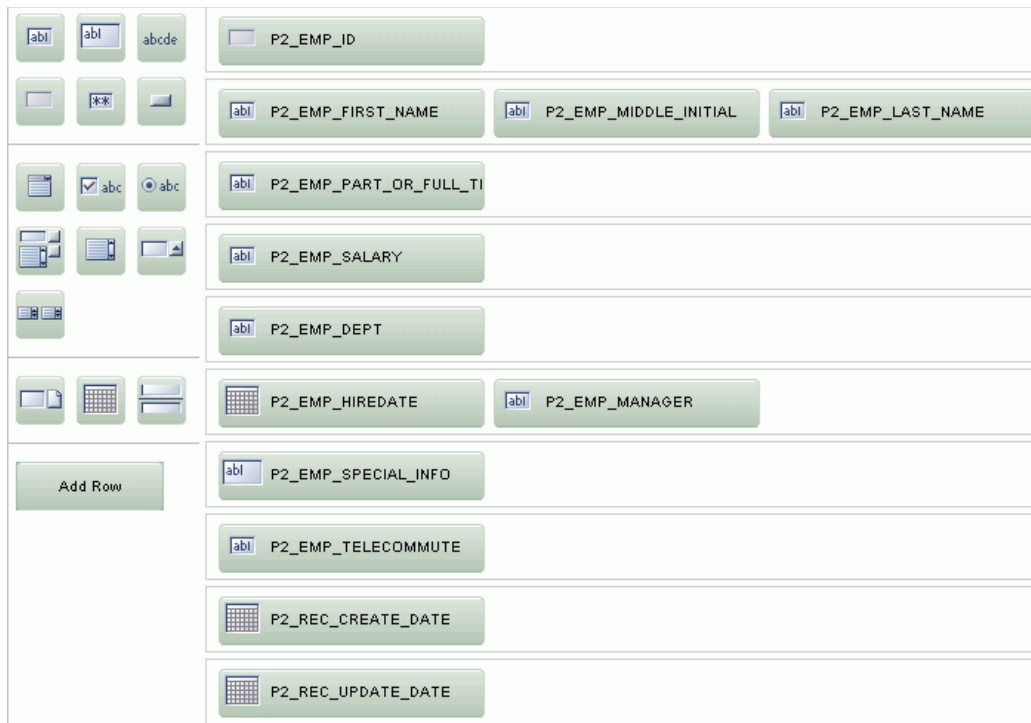 abl abl abcde P2_EMP_ID
** abl P2_EMP_FIRST_NAME abl P2_EMP_MIDDLE_INITIAL abl P2_EMP_LAST_NAME
abc abc abl P2_EMP_PART_OR_FULL_TI
abl P2_EMP_SALARY
abl P2_EMP_DEPT
P2_EMP_HIREDATE abl P2_EMP_MANAGER
Add Row abl P2_EMP_SPECIAL_INFO
abl P2_EMP_TELECOMMUTE
P2_REC_CREATE_DATE
P2_REC_UPDATE_DATE